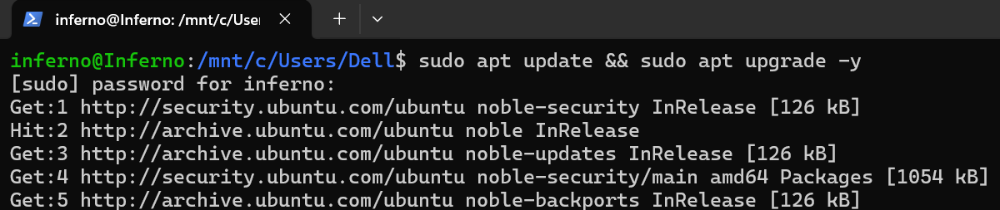 inferno@Inferno: /mnt/c/Use
inferno@Inferno:/mnt/c/Users/Dell$ sudo apt update && sudo apt upgrade -y
[sudo] password for inferno:
Get:1 http://security.ubuntu.com/ubuntu noble-security InRelease [126 kB]
Hit:2 http://archive.ubuntu.com/ubuntu noble InRelease
Get:3 http://archive.ubuntu.com/ubuntu noble-updates InRelease [126 kB]
Get:4 http://security.ubuntu.com/ubuntu noble-security/main amd64 Packages [1054 kB]
Get:5 http://archive.ubuntu.com/ubuntu noble-backports InRelease [126 kB]